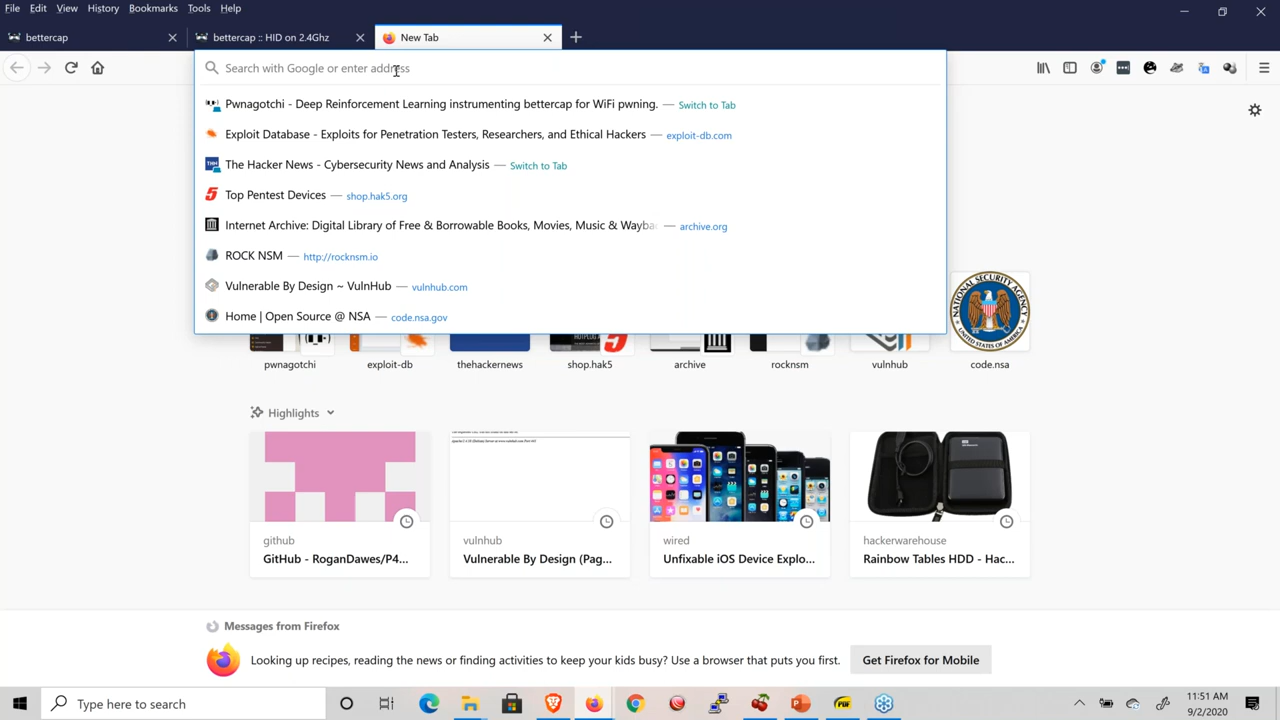 File Edit View History Bookmarks Tools Help
bettercap
bettercap :: HID on 2.4Ghz
New Tab
Search with Google or enter address
Pwnagotchi - Deep Reinforcement Learning instrumenting bettercap for WiFi pwning. — Switch to Tab
Exploit Database - Exploits for Penetration Testers, Researchers, and Ethical Hackers — exploit-db.com
The Hacker News - Cybersecurity News and Analysis — Switch to Tab
Top Pentest Devices — shop.hak5.org
Internet Archive: Digital Library of Free & Borrowable Books, Movies, Music & Wayba — archive.org
ROCK NSM — http://rocknsm.io
Vulnerable By Design ~ VulnHub — vulnhub.com
Home | Open Source @ NSA — code.nsa.gov
NATIONAL SECURITY AGENCY
UNITED STATES OF AMERICA
pwnagotchi
exploit-db
thehackernews
shop.hak5
archive
rocknsm
vulnhub
code.nsa
Highlights
github
GitHub - RoganDawes/P4...
vulnhub
Vulnerable By Design (Pag...
wired
Unfixable iOS Device Explo...
hackerwarehouse
Rainbow Tables HDD - Hac...
Messages from Firefox
Looking up recipes, reading the news or finding activities to keep your kids busy? Use a browser that puts you first.
Get Firefox for Mobile
Type here to search
11:51 AM
9/2/2020